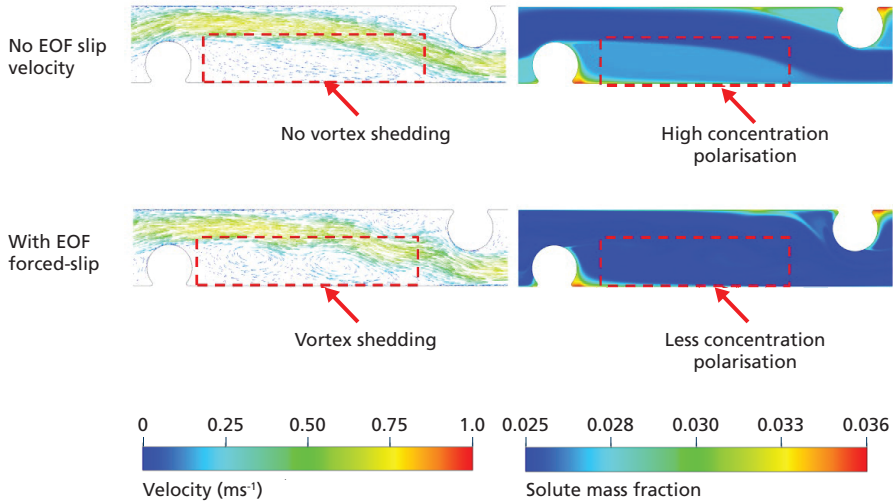 No EOF slip
velocity
No vortex shedding
High concentration
polarisation
With EOF
forced-slip
Vortex shedding
Less concentration
polarisation
0 0.25 0.50 0.75 1.0
Velocity (ms⁻¹)
0.025 0.028 0.030 0.033 0.036
Solute mass fraction